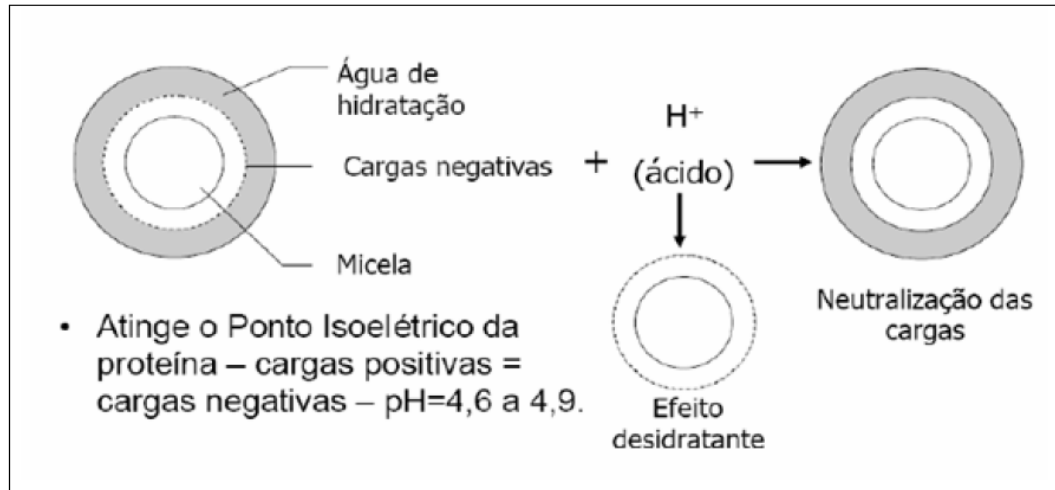 Água de
hidratação
Cargas negativas
Micela
+
H⁺
(ácido)
Neutralização das
cargas
Efeito
desidratante
• Atinge o Ponto Isoelétrico da
proteína – cargas positivas =
cargas negativas – pH=4,6 a 4,9.